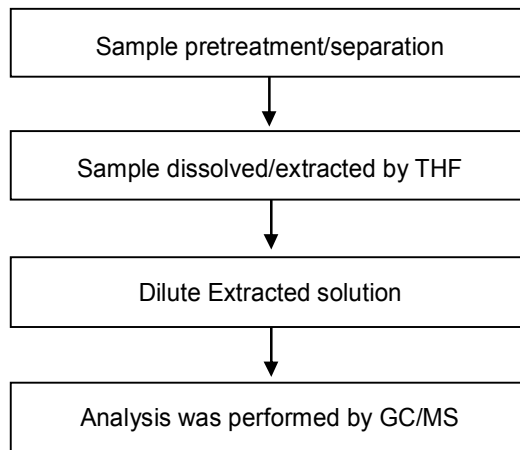 Sample pretreatment/separation
Sample dissolved/extracted by THF
Dilute Extracted solution
Analysis was performed by GC/MS